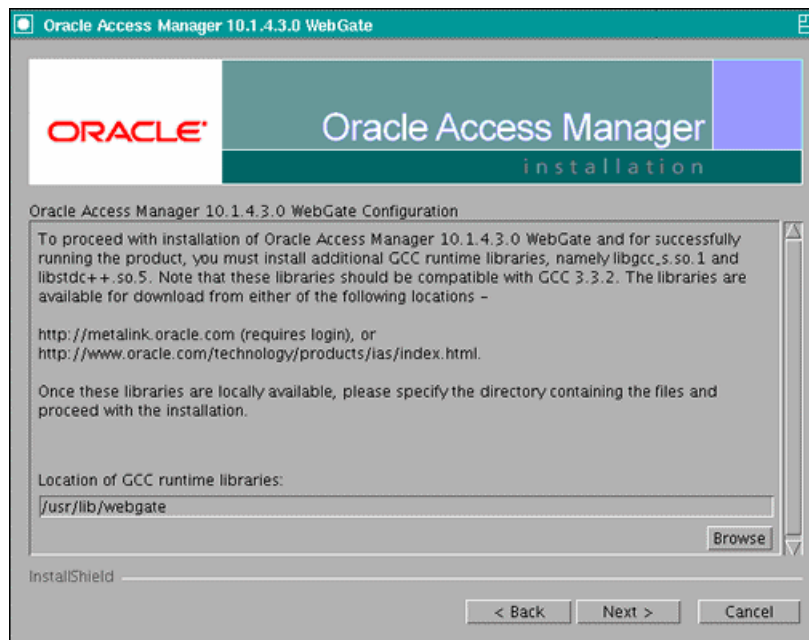 Oracle Access Manager 10.1.4.3.0 WebGate
ORACLE®
Oracle Access Manager
installation
Oracle Access Manager 10.1.4.3.0 WebGate Configuration
To proceed with installation of Oracle Access Manager 10.1.4.3.0 WebGate and for successfully
running the product, you must install additional GCC runtime libraries, namely libgcc_s.so.1 and
libstdc++.so.5. Note that these libraries should be compatible with GCC 3.3.2. The libraries are
available for download from either of the following locations -
http://metalink.oracle.com (requires login), or
http://www.oracle.com/technology/products/ias/index.html.
Once these libraries are locally available, please specify the directory containing the files and
proceed with the installation.
Location of GCC runtime libraries:
/usr/lib/webgate
Browse
InstallShield
< Back Next > Cancel